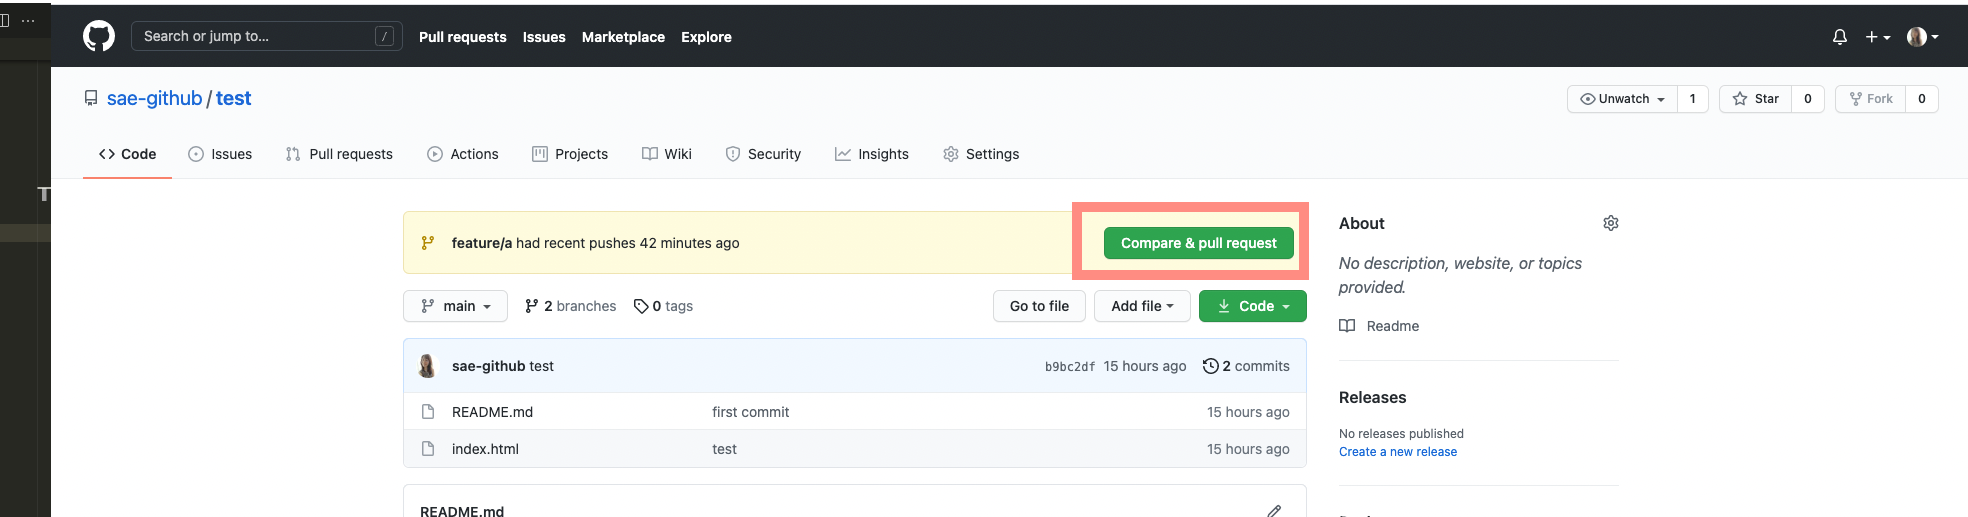 Search or jump to... /
Pull requests Issues Marketplace Explore
sae-github / test
Unwatch 1 Star 0 Fork 0
Code Issues Pull requests Actions Projects Wiki Security Insights Settings
feature/a had recent pushes 42 minutes ago
Compare & pull request
main 2 branches 0 tags
Go to file Add file Code
sae-github test b9bc2df 15 hours ago 2 commits
README.md first commit 15 hours ago
index.html test 15 hours ago
README.md
About
No description, website, or topics
provided.
Readme
Releases
No releases published
Create a new release
T